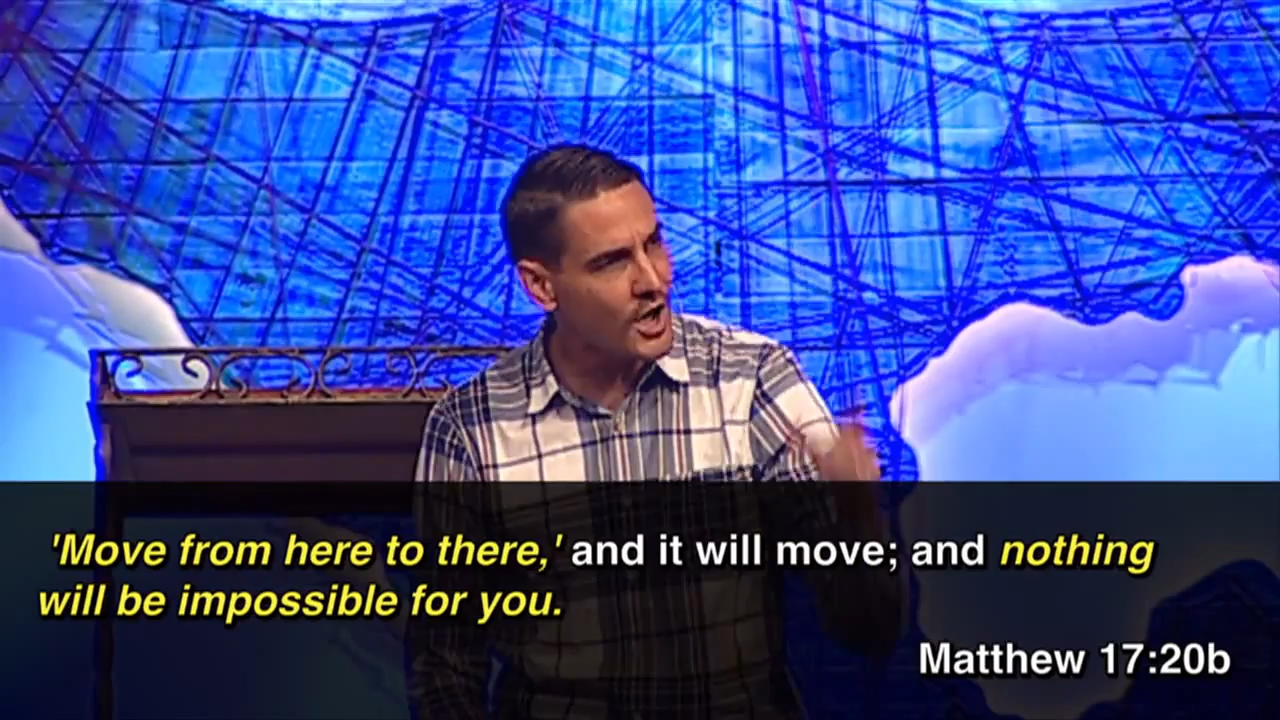 'Move from here to there,' and it will move; and nothing
will be impossible for you.
Matthew 17:20b